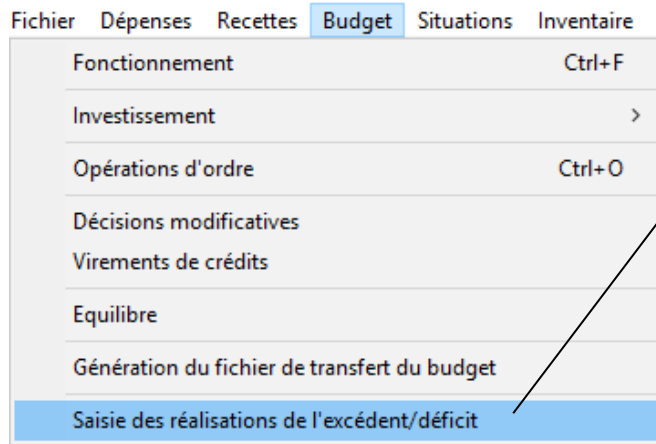 Fichier Dépenses Recettes Budget Situations Inventaire
Fonctionnement Ctrl+F
Investissement >
Opérations d'ordre Ctrl+O
Décisions modificatives
Virements de crédits
Equilibre
Génération du fichier de transfert du budget
Saisie des réalisations de l'excédent/déficit